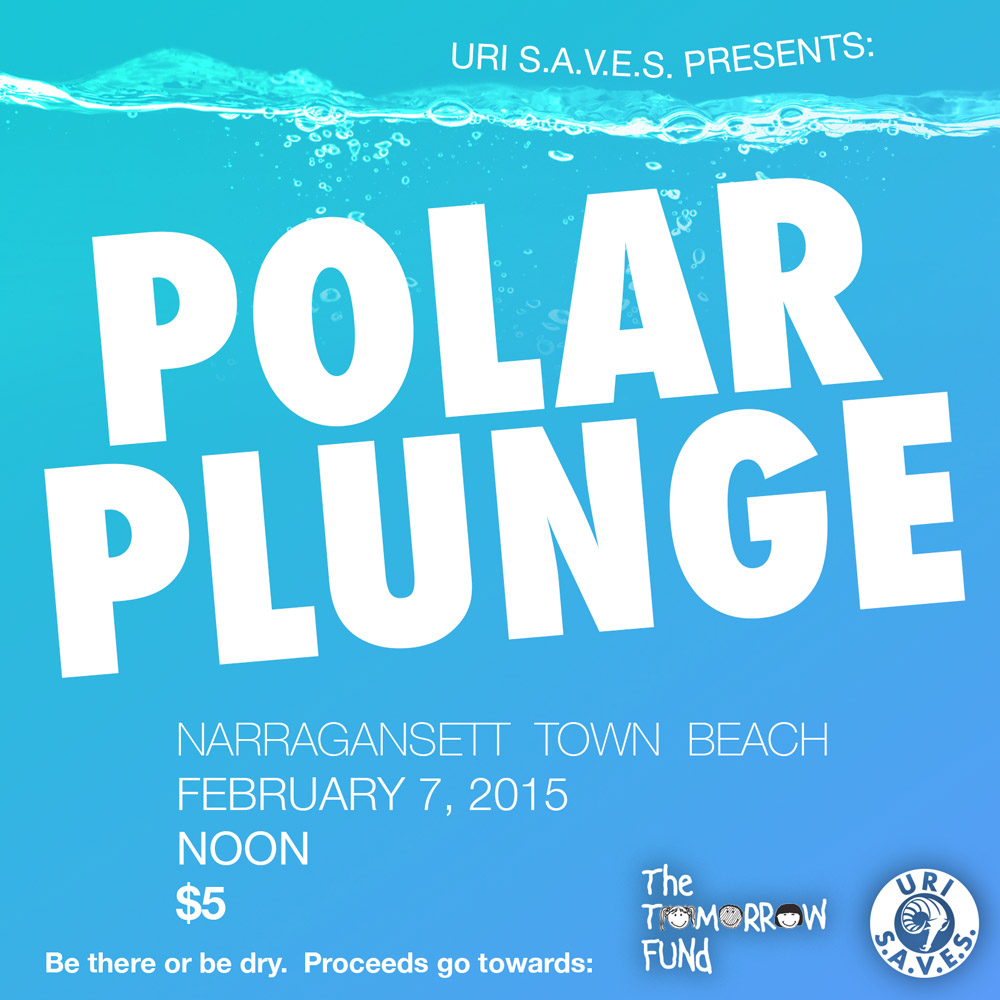 URI S.A.V.E.S. PRESENTS:
POLAR
PLUNGE
NARRAGANSETT TOWN BEACH
FEBRUARY 7, 2015
NOON
$5
Be there or be dry. Proceeds go towards:
The
TOMORROW
FUNd
URI
S.A.V.E.S.